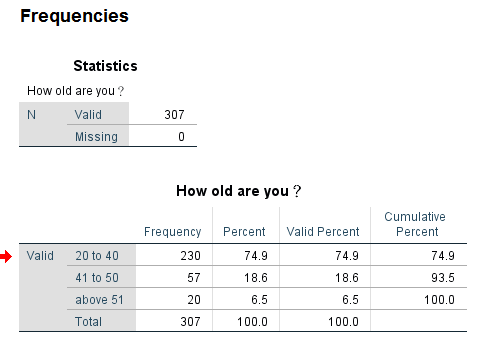 Frequencies
Statistics
How old are you？
N Valid 307
Missing 0
How old are you？
Frequency Percent Valid Percent Cumulative Percent
Valid 20 to 40 230 74.9 74.9 74.9
41 to 50 57 18.6 18.6 93.5
above 51 20 6.5 6.5 100.0
Total 307 100.0 100.0